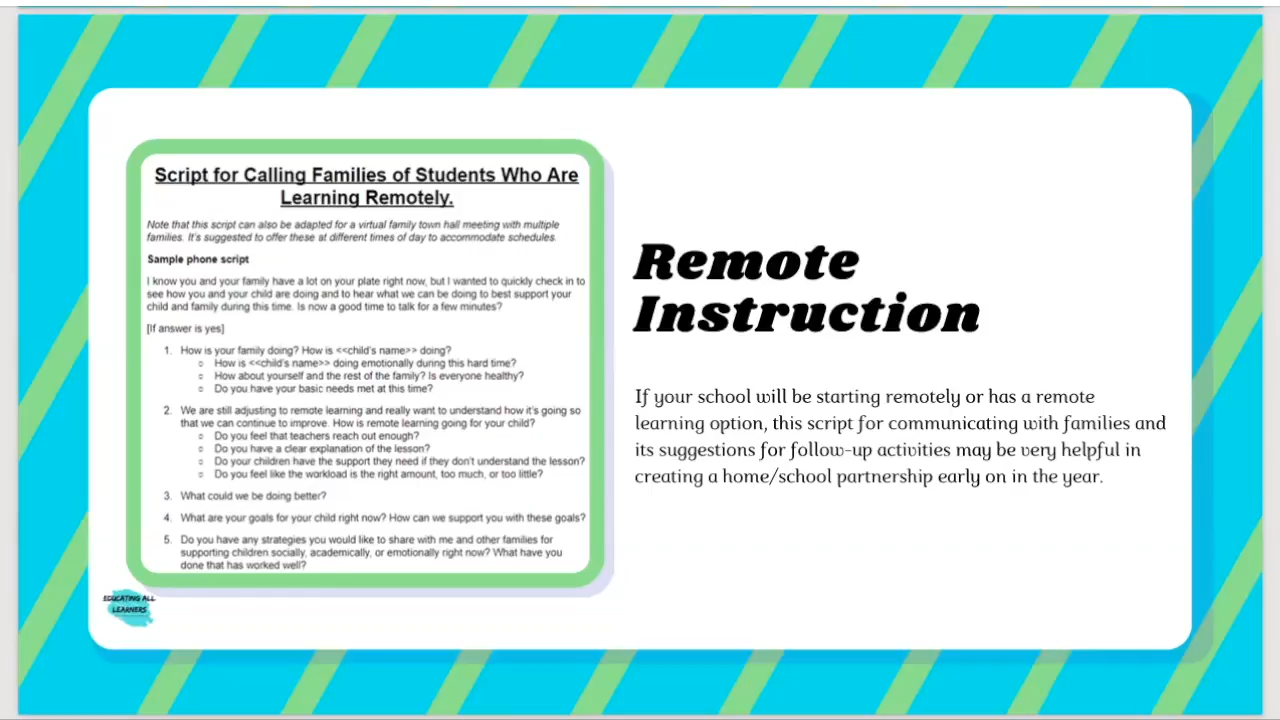 Script for Calling Families of Students Who Are
Learning Remotely.
Note that this script can also be adapted for a virtual family town hall meeting with multiple
families. It's suggested to offer these at different times of day to accommodate schedules.
Sample phone script
I know you and your family have a lot on your plate right now, but I wanted to quickly check in to
see how you and your child are doing and to hear what we can be doing to best support your
child and family during this time. Is now a good time to talk for a few minutes?
[If answer is yes]
1. How is your family doing? How is <<child's name>> doing?
○ How is <<child's name>> doing emotionally during this hard time?
○ How about yourself and the rest of the family? Is everyone healthy?
○ Do you have your basic needs met at this time?
2. We are still adjusting to remote learning and really want to understand how it's going so
that we can continue to improve. How is remote learning going for your child?
○ Do you feel that teachers reach out enough?
○ Do you have a clear explanation of the lesson?
○ Do your children have the support they need if they don't understand the lesson?
○ Do you feel like the workload is the right amount, too much, or too little?
3. What could we be doing better?
4. What are your goals for your child right now? How can we support you with these goals?
5. Do you have any strategies you would like to share with me and other families for
supporting children socially, academically, or emotionally right now? What have you
done that has worked well?
EDUCATING ALL
LEARNERS
Remote
Instruction
If your school will be starting remotely or has a remote
learning option, this script for communicating with families and
its suggestions for follow-up activities may be very helpful in
creating a home/school partnership early on in the year.